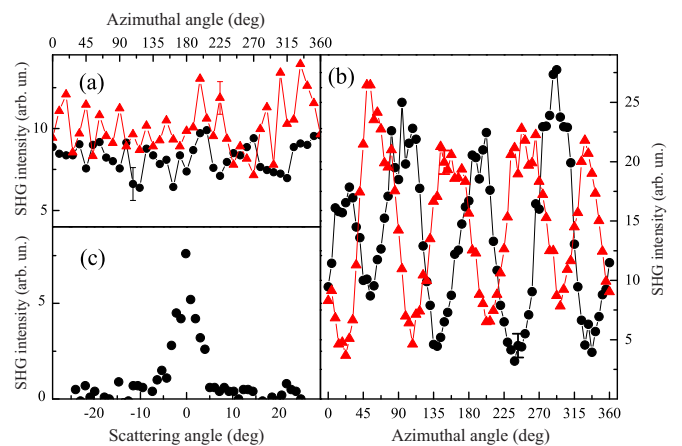 Azimuthal angle (deg)
0 45 90 135 180 225 270 315 360
(a)
SHG intensity (arb. un.)
10
5
(b)
SHG intensity (arb. un.)
25
20
15
10
5
(c)
SHG intensity (arb. un.)
5
0
-20 -10 0 10 20
Scattering angle (deg)
0 45 90 135 180 225 270 315 360
Azimuthal angle (deg)